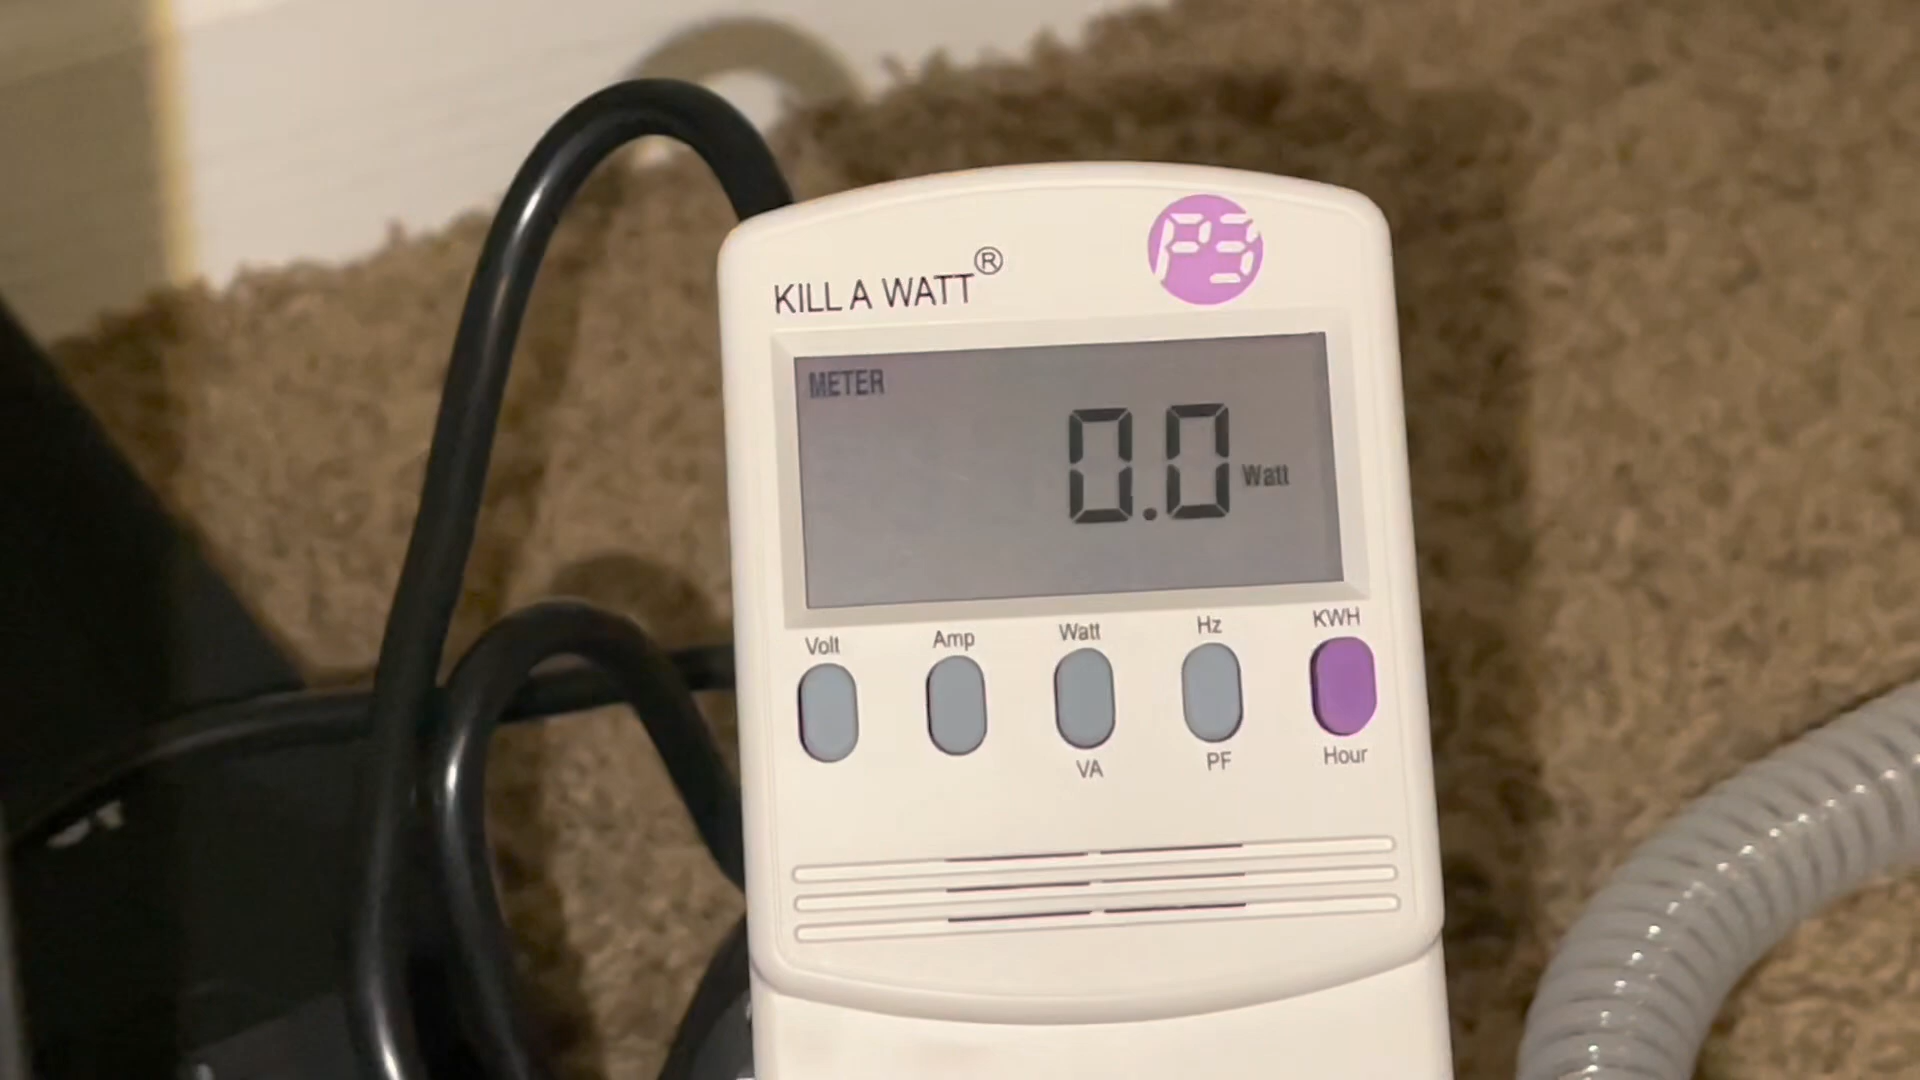 KILL A WATT®
P3
METER
0.0 Watt
Volt Amp Watt Hz KWH
VA PF Hour